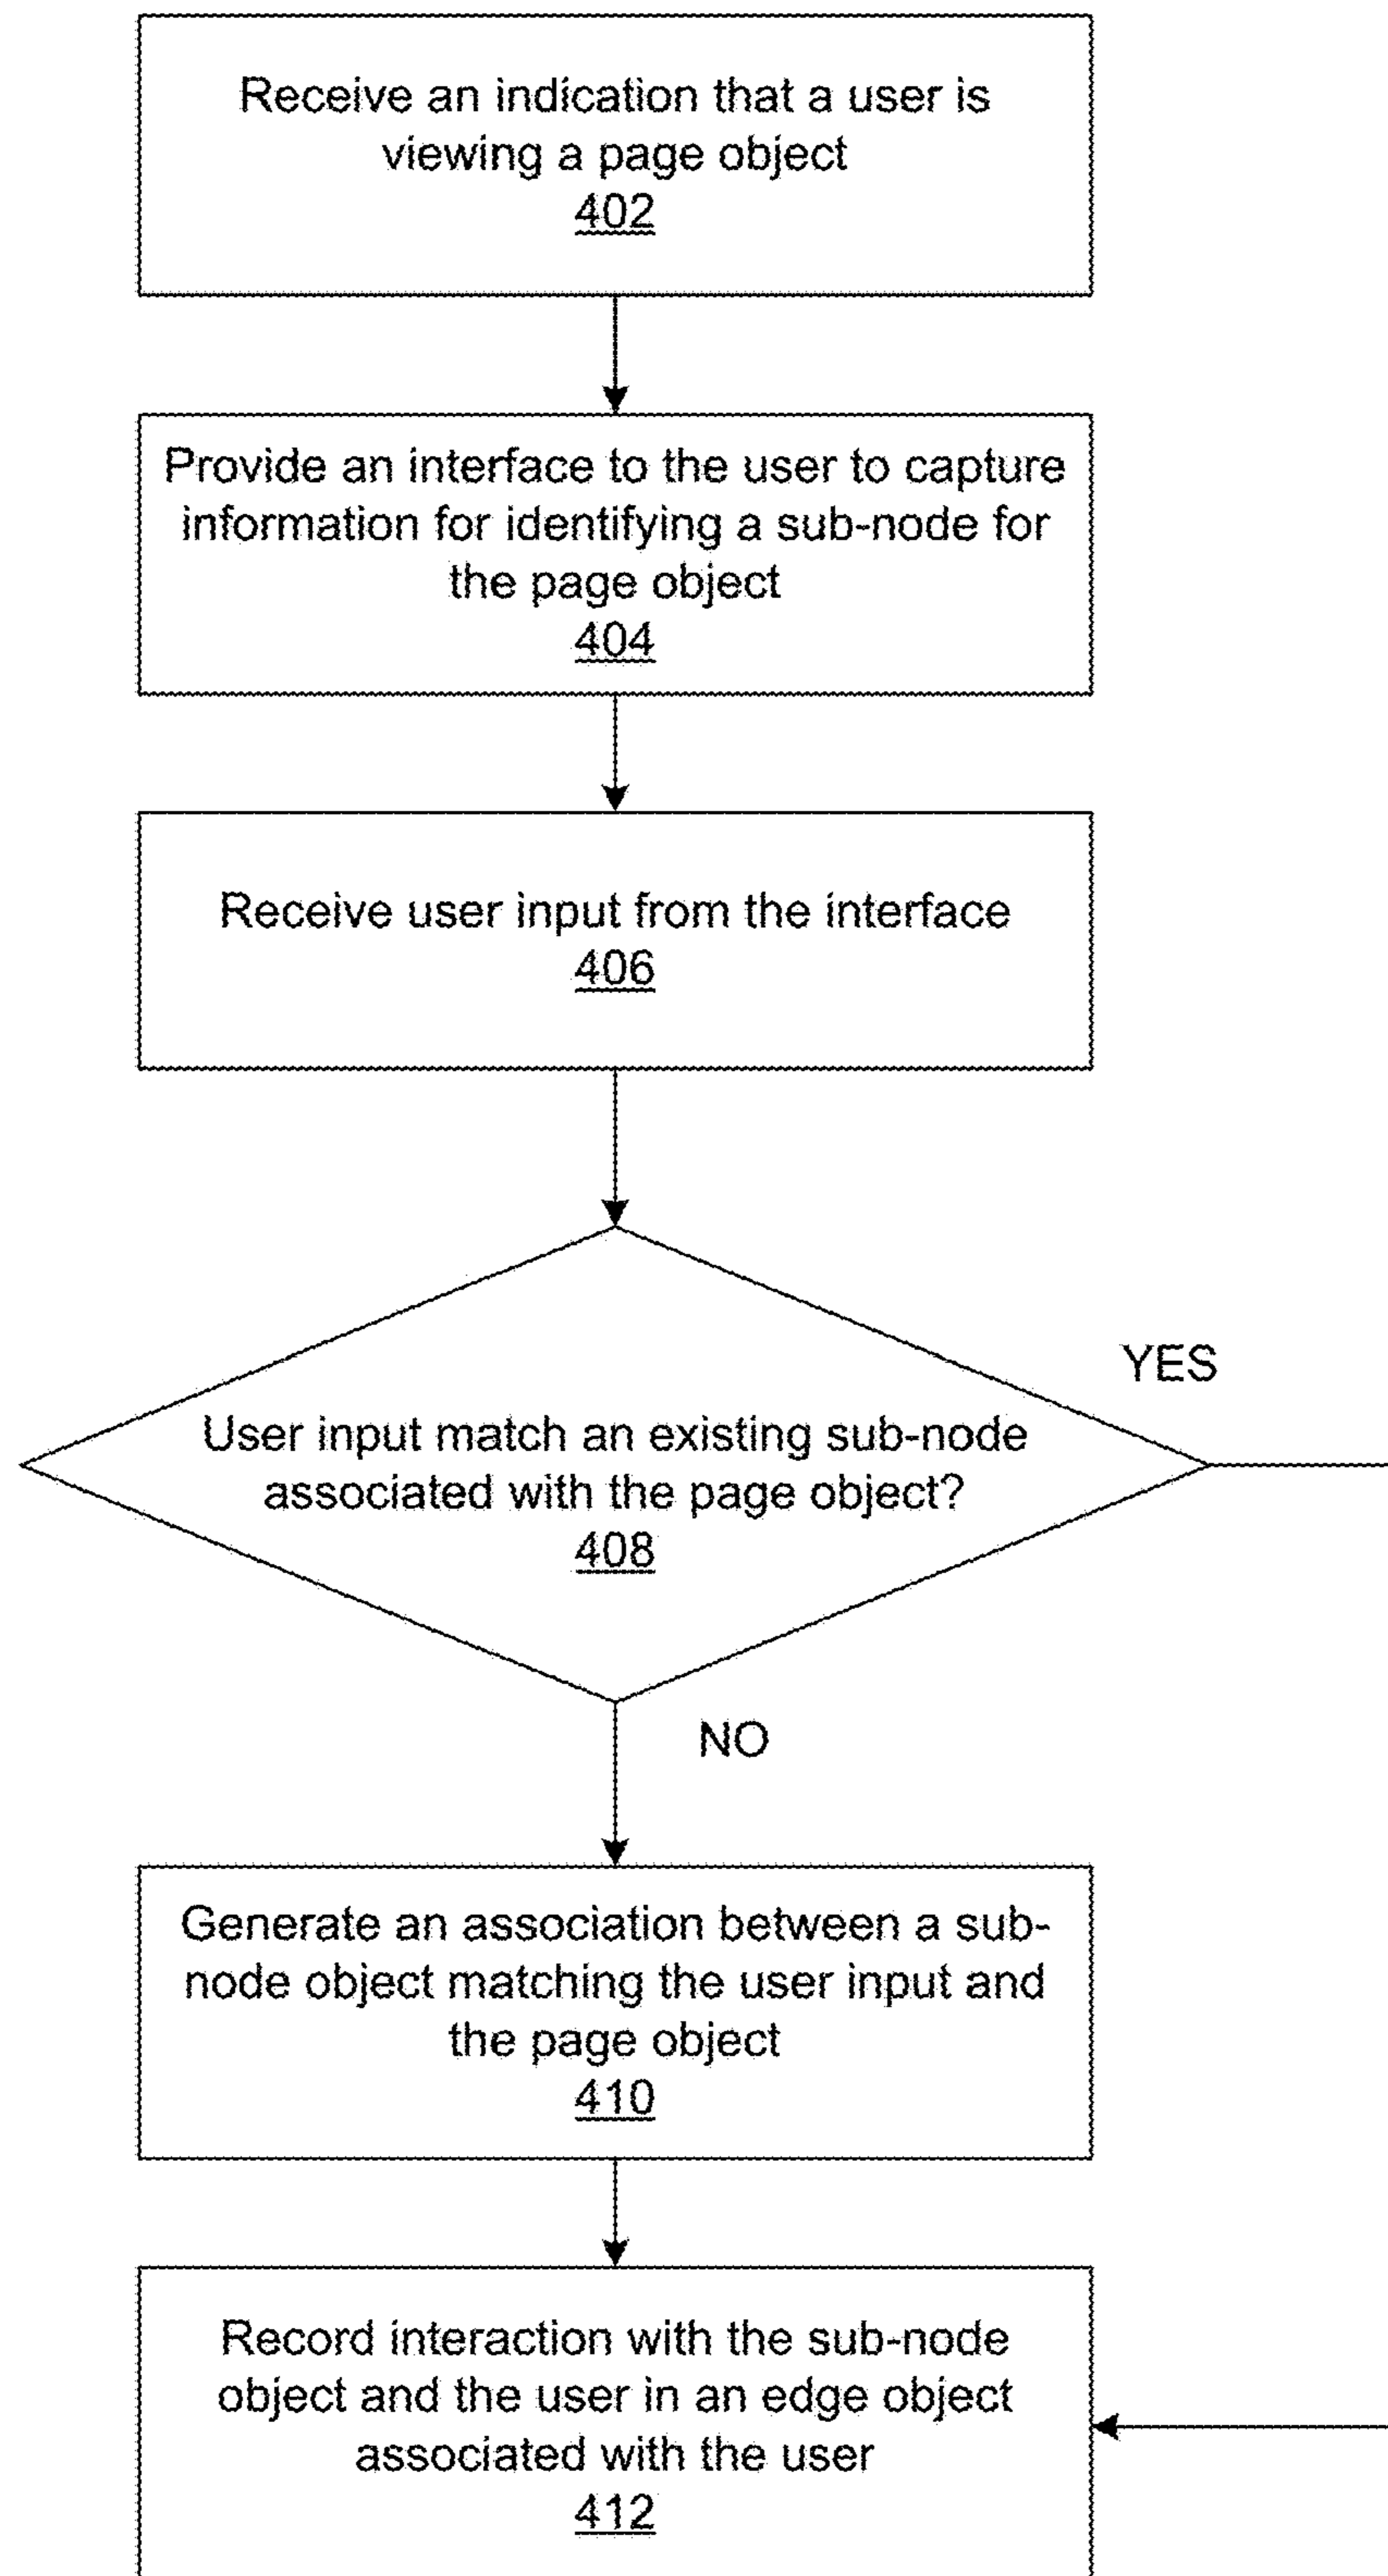 Receive an indication that a user is
viewing a page object
402
Provide an interface to the user to capture
information for identifying a sub-node for
the page object
404
Receive user input from the interface
406
YES
User input match an existing sub-node
associated with the page object?
408
NO
Generate an association between a sub-
node object matching the user input and
the page object
410
Record interaction with the sub-node
object and the user in an edge object
associated with the user
412